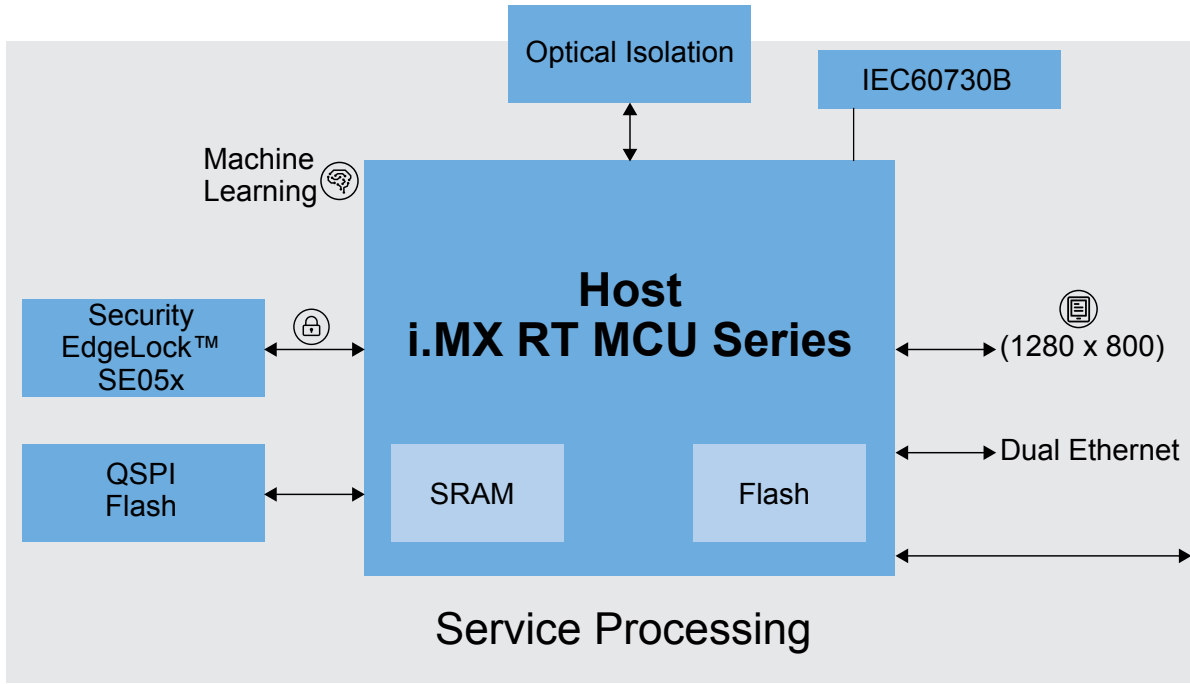 Optical Isolation
IEC60730B
Machine
Learning
Host
i.MX RT MCU Series
Security
EdgeLock™
SE05x
(1280 x 800)
QSPI
Flash
SRAM
Flash
Dual Ethernet
Service Processing